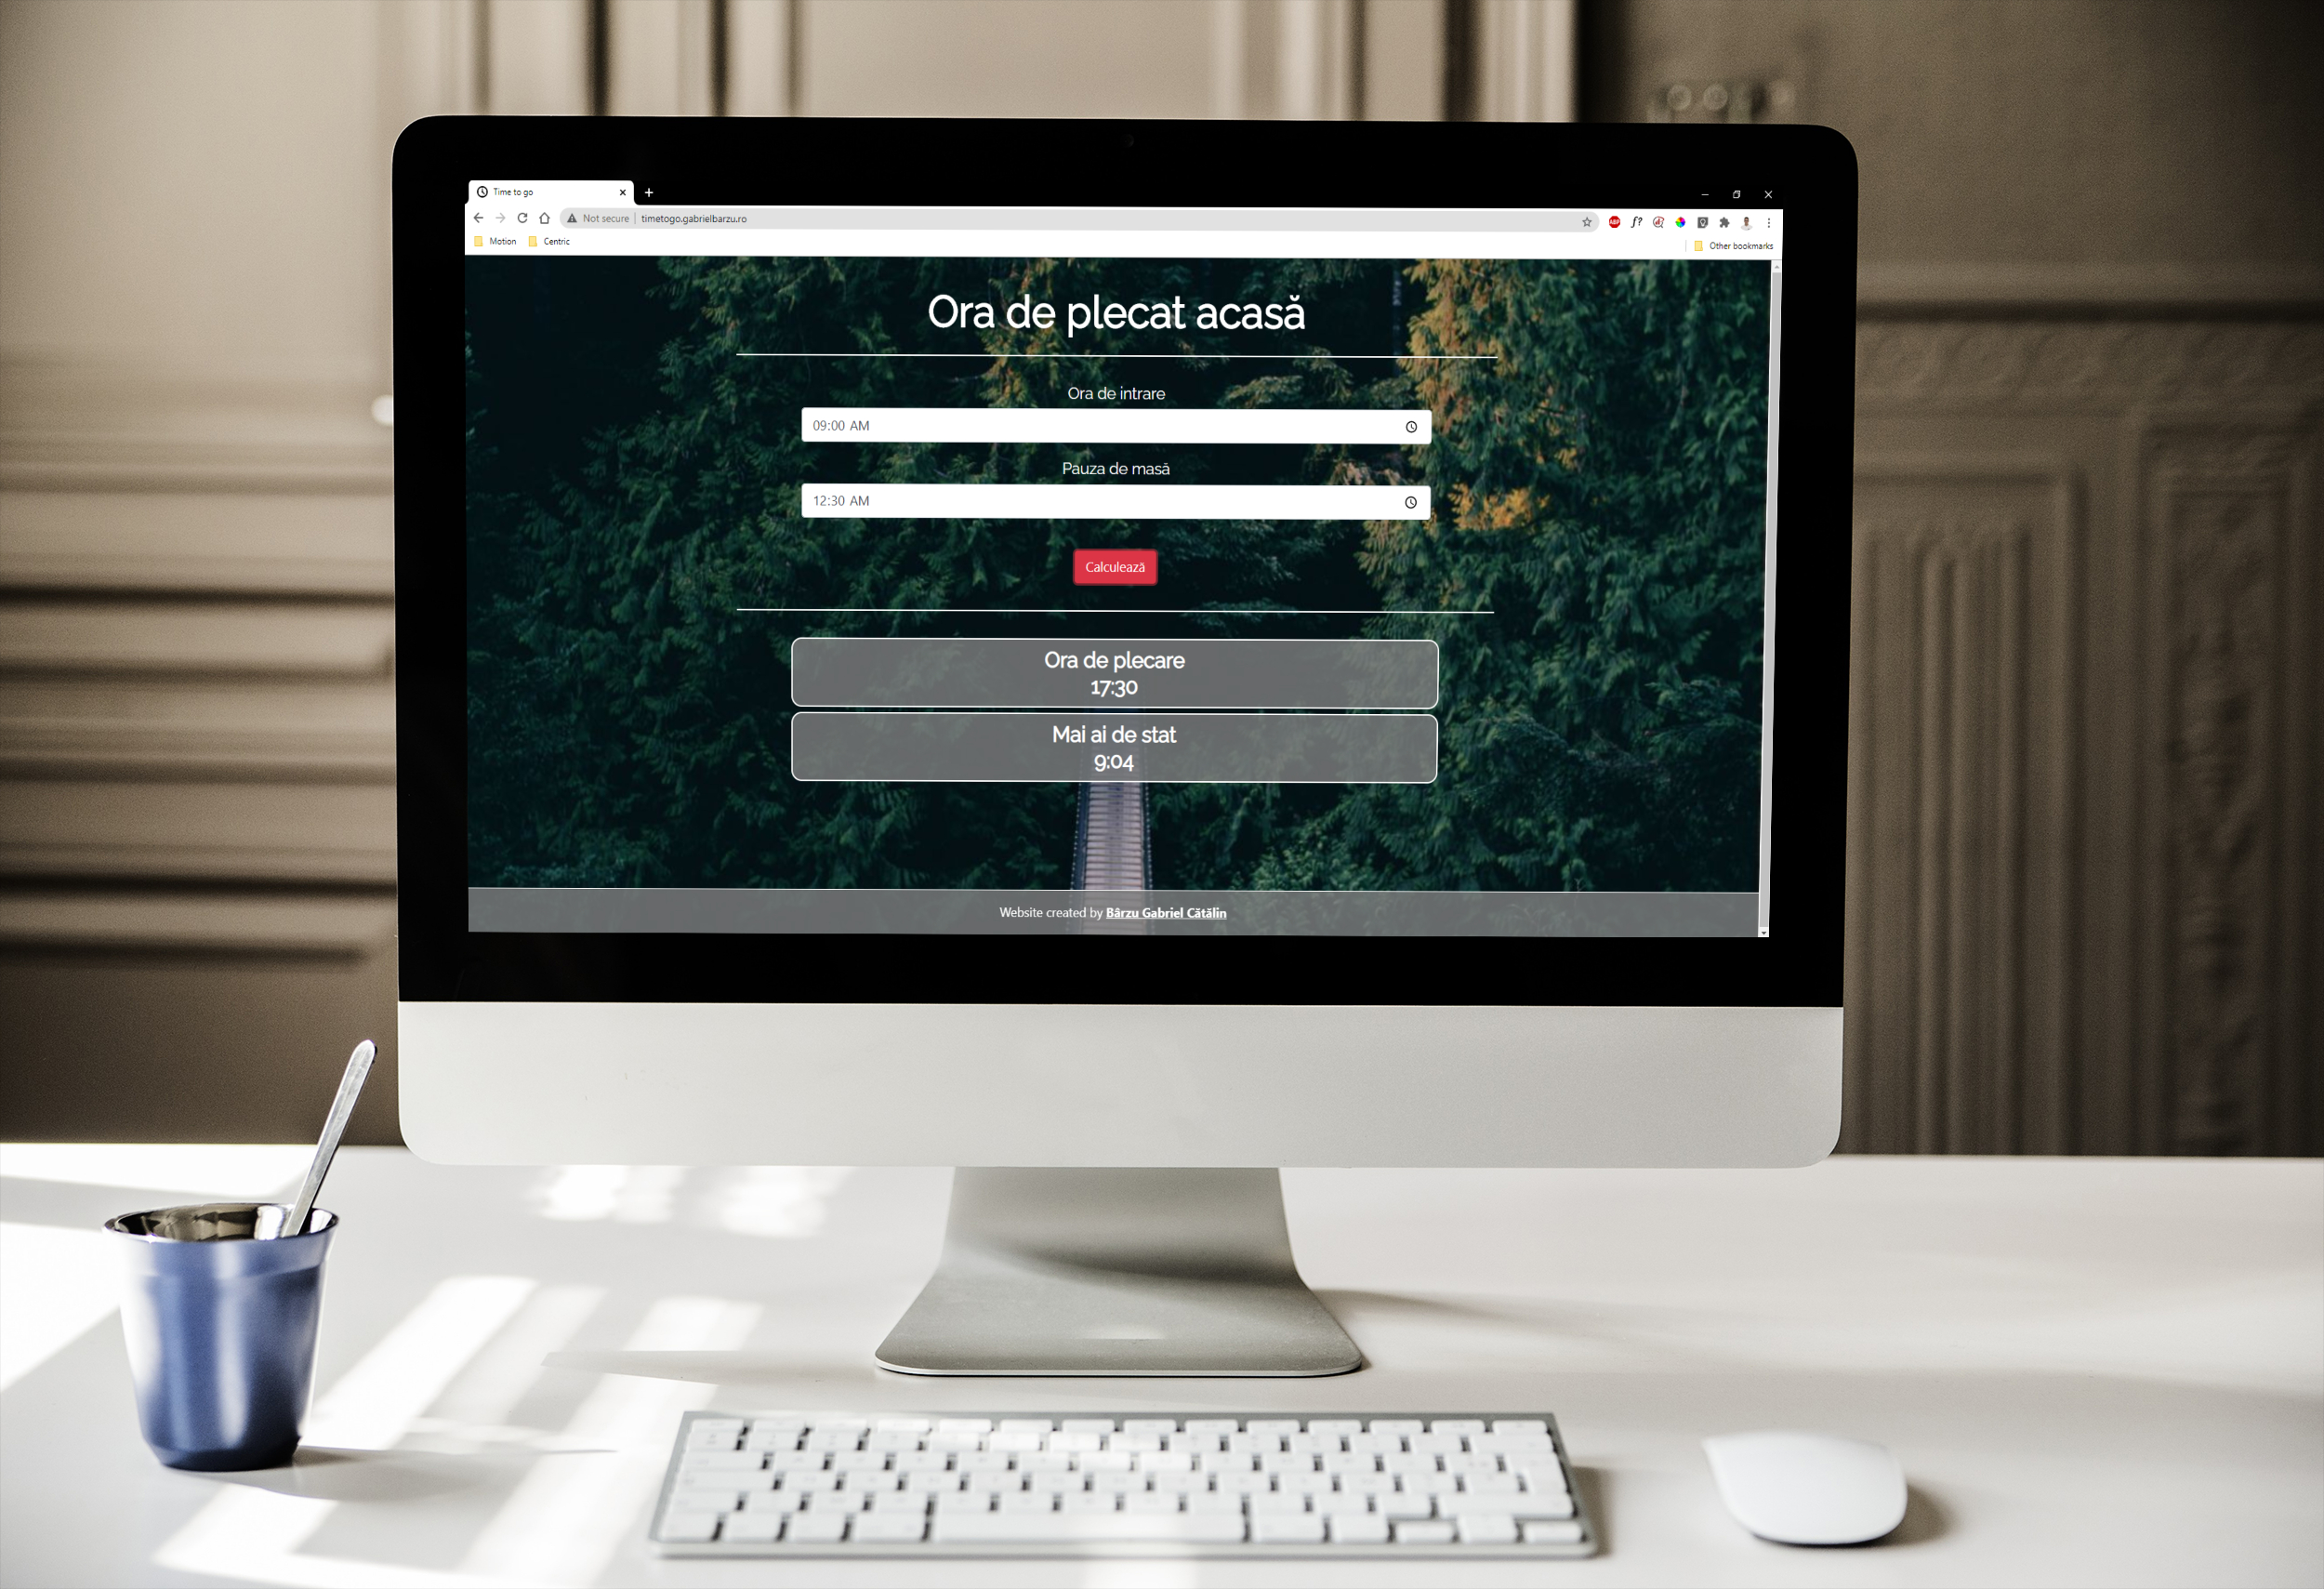 Time to go
Not secure | timetogo.gabrielbarzu.ro
Motion Centric Other bookmarks
Ora de plecat acasă
Ora de intrare
09:00 AM
Pauza de masă
12:30 AM
Calculează
Ora de plecare
17:30
Mai ai de stat
9:04
Website created by Bârzu Gabriel Cătălin